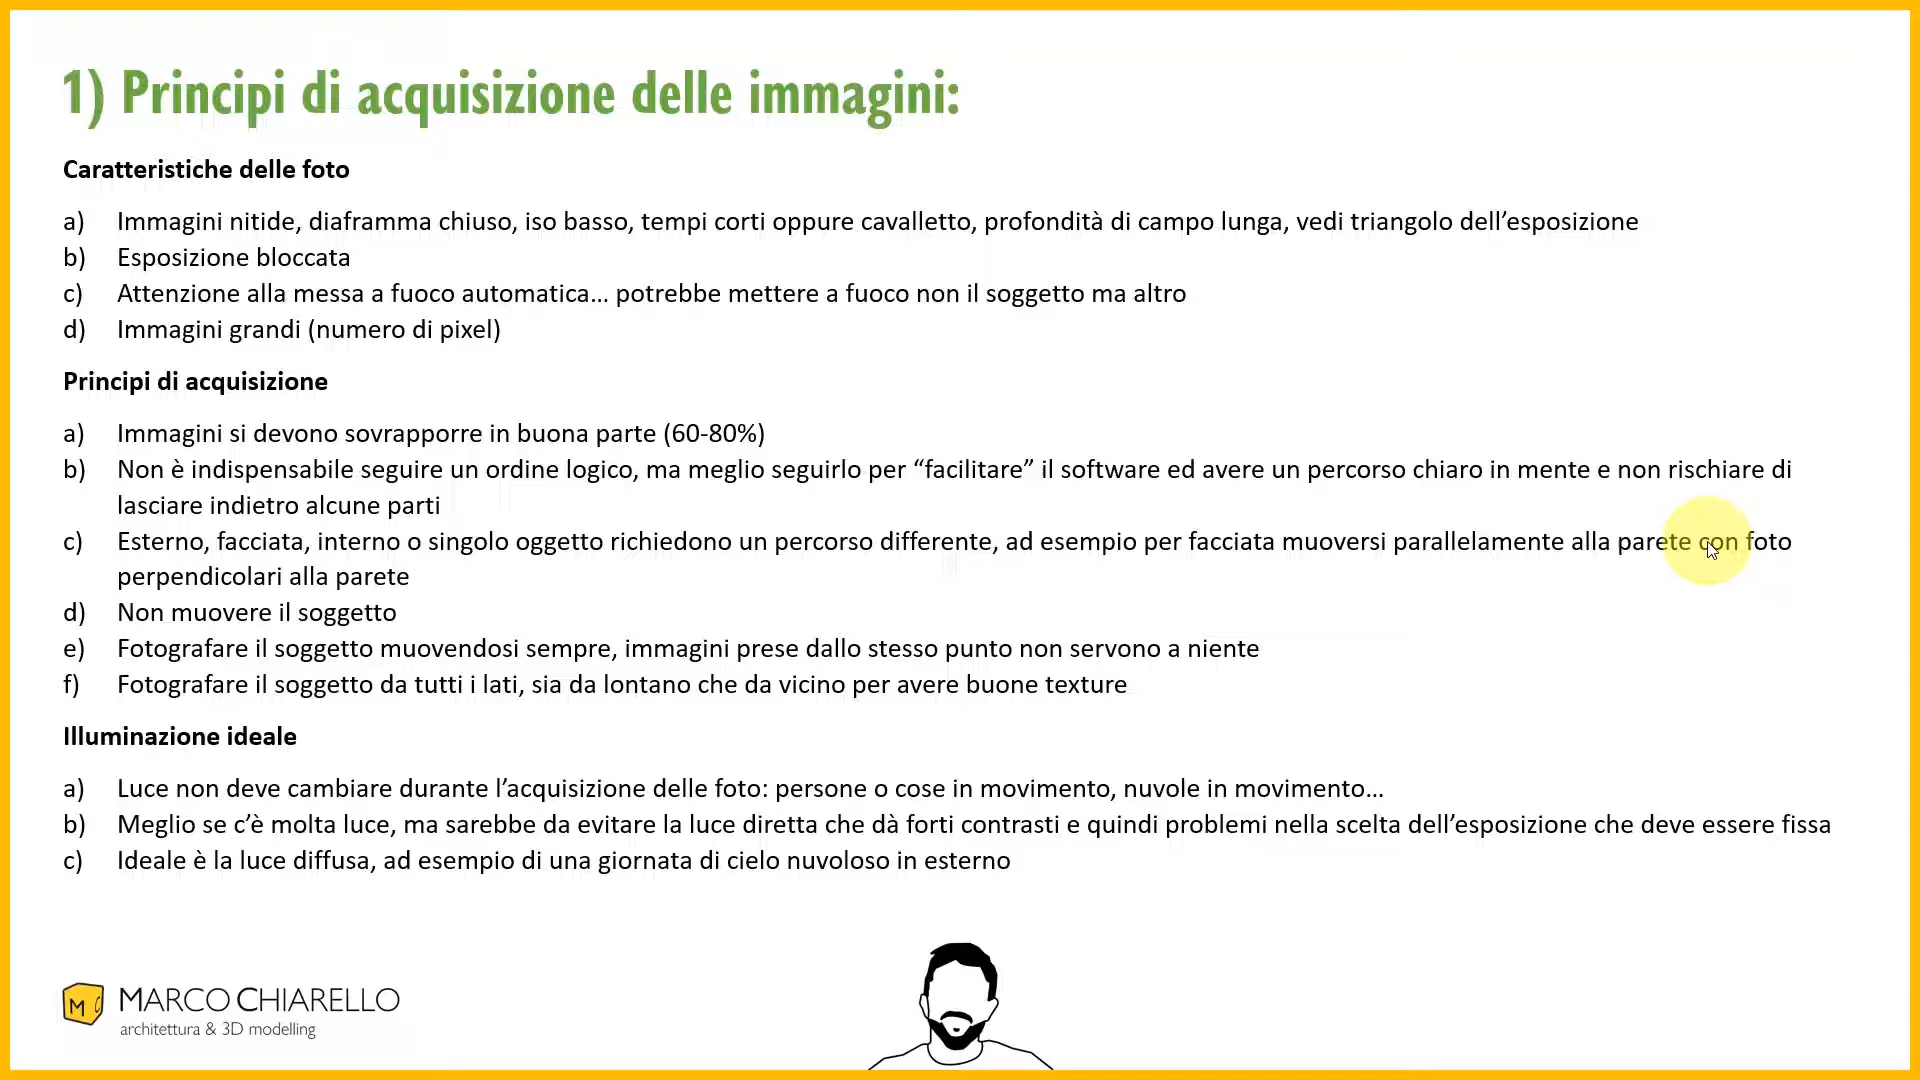 1) Principi di acquisizione delle immagini:
Caratteristiche delle foto
a) Immagini nitide, diaframma chiuso, iso basso, tempi corti oppure cavalletto, profondità di campo lunga, vedi triangolo dell’esposizione
b) Esposizione bloccata
c) Attenzione alla messa a fuoco automatica... potrebbe mettere a fuoco non il soggetto ma altro
d) Immagini grandi (numero di pixel)
Principi di acquisizione
a) Immagini si devono sovrapporre in buona parte (60-80%)
b) Non è indispensabile seguire un ordine logico, ma meglio seguirlo per “facilitare” il software ed avere un percorso chiaro in mente e non rischiare di
lasciare indietro alcune parti
c) Esterno, facciata, interno o singolo oggetto richiedono un percorso differente, ad esempio per facciata muoversi parallelamente alla parete con foto
perpendicolari alla parete
d) Non muovere il soggetto
e) Fotografare il soggetto muovendosi sempre, immagini prese dallo stesso punto non servono a niente
f) Fotografare il soggetto da tutti i lati, sia da lontano che da vicino per avere buone texture
Illuminazione ideale
a) Luce non deve cambiare durante l’acquisizione delle foto: persone o cose in movimento, nuvole in movimento...
b) Meglio se c’è molta luce, ma sarebbe da evitare la luce diretta che dà forti contrasti e quindi problemi nella scelta dell’esposizione che deve essere fissa
c) Ideale è la luce diffusa, ad esempio di una giornata di cielo nuvoloso in esterno
MC MARCO CHIARELLO
architettura & 3D modelling